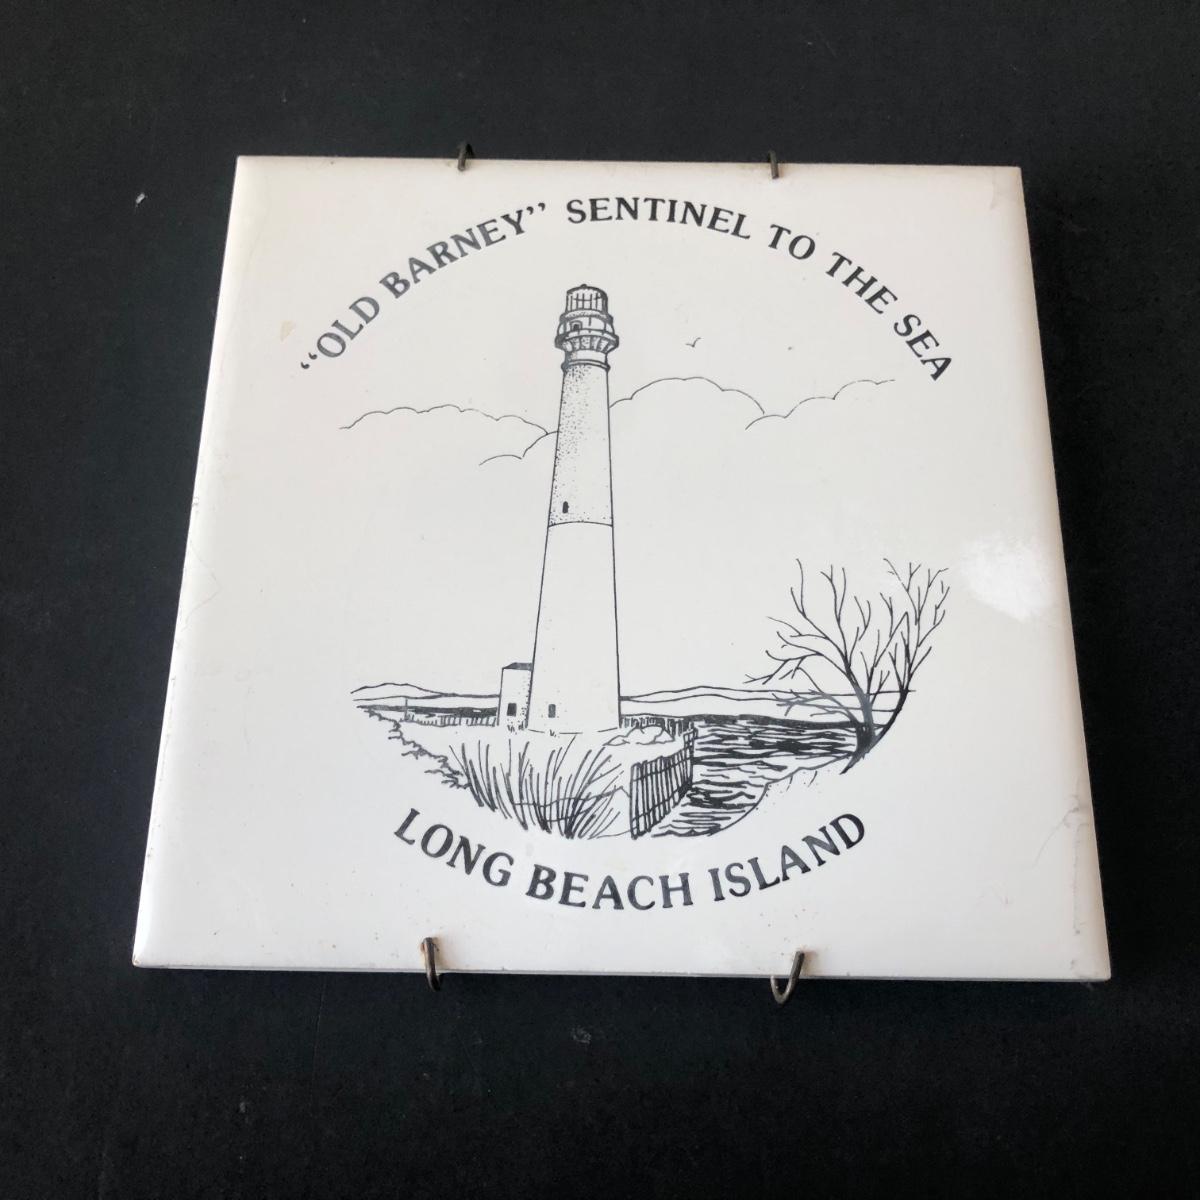 “OLD BARNEY” SENTINEL TO THE SEA
LONG BEACH ISLAND